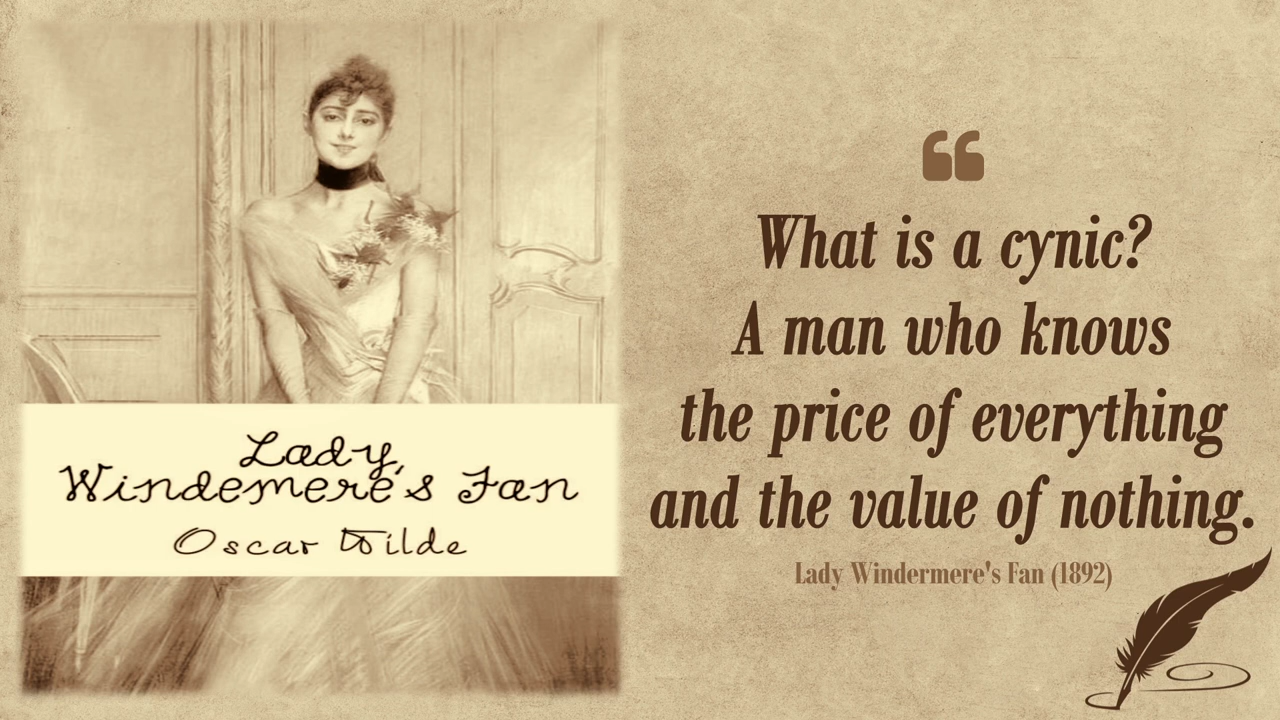 Lady
Windemere's Fan
Oscar Wilde
“
What is a cynic?
A man who knows
the price of everything
and the value of nothing.
Lady Windermere's Fan (1892)